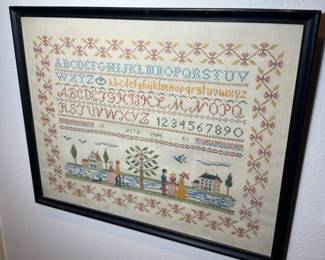 ABCDEFGHIJKLMNOPQRSTUV
WXYZ abcdefghijklmnopqrstuvwxyz
ABCDEFGHIJKLMNOPQ
RSTUVWXYZ 1234567890